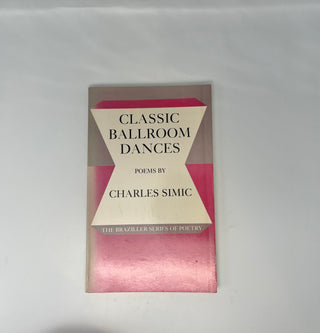 CLASSIC
BALLROOM
DANCES
POEMS BY
CHARLES SIMIC
THE BRAZILLER SERIES OF POETRY